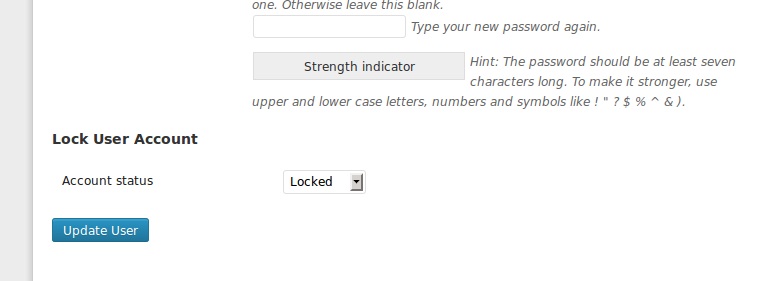 one. Otherwise leave this blank.
Type your new password again.
Strength indicator
Hint: The password should be at least seven
characters long. To make it stronger, use
upper and lower case letters, numbers and symbols like ! " ? $ % ^ & ).
Lock User Account
Account status
Locked
Update User